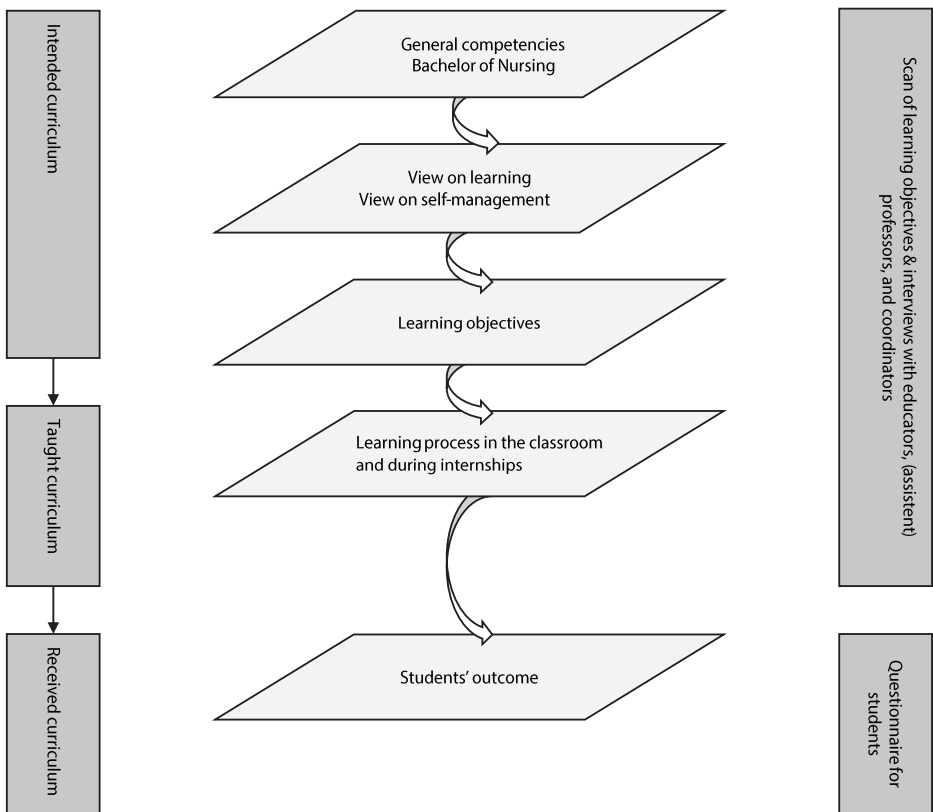 Intended curriculum
Taught curriculum
Received curriculum
General competencies
Bachelor of Nursing
View on learning
View on self-management
Learning objectives
Learning process in the classroom
and during internships
Students’ outcome
Scan of learning objectives & interviews with educators, (assistent)
professors, and coordinators
Questionnaire for
students